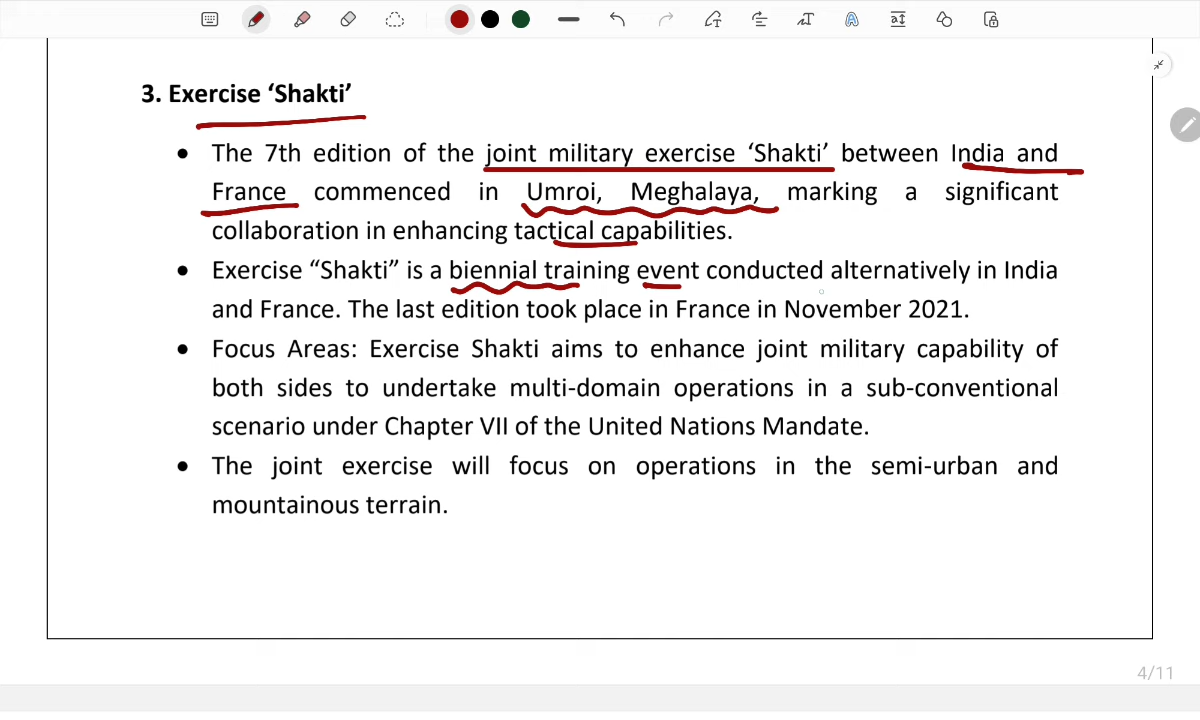 3. Exercise ‘Shakti’
• The 7th edition of the joint military exercise ‘Shakti’ between India and
France commenced in Umroi, Meghalaya, marking a significant
collaboration in enhancing tactical capabilities.
• Exercise “Shakti” is a biennial training event conducted alternatively in India
and France. The last edition took place in France in November 2021.
• Focus Areas: Exercise Shakti aims to enhance joint military capability of
both sides to undertake multi-domain operations in a sub-conventional
scenario under Chapter VII of the United Nations Mandate.
• The joint exercise will focus on operations in the semi-urban and
mountainous terrain.
4/11